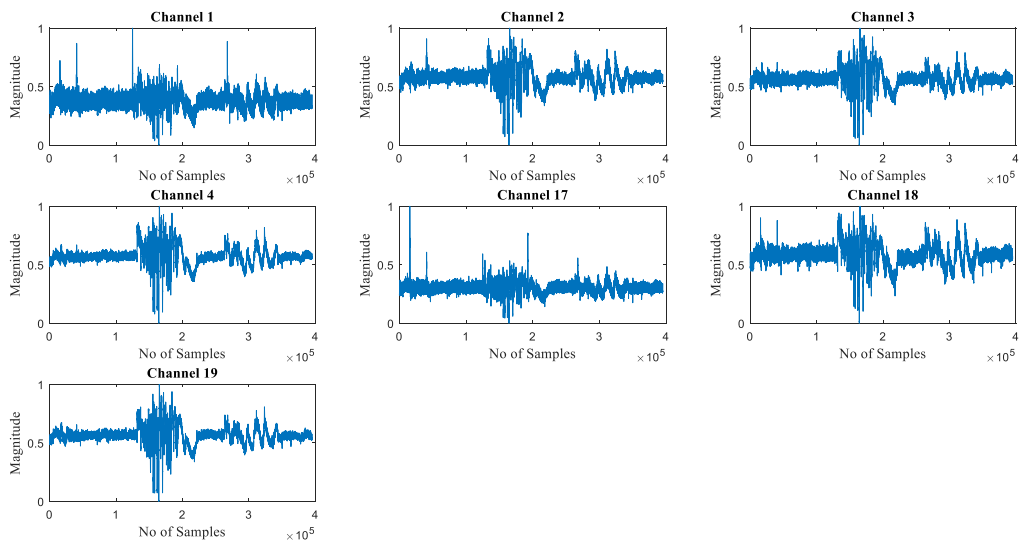 Channel 1
1
0.5
0
Magnitude
0 1 2 3 4
No of Samples
×10^5
Channel 2
1
0.5
0
Magnitude
0 1 2 3 4
No of Samples
×10^5
Channel 3
1
0.5
0
Magnitude
0 1 2 3 4
No of Samples
×10^5
Channel 4
1
0.5
0
Magnitude
0 1 2 3 4
No of Samples
×10^5
Channel 17
1
0.5
0
Magnitude
0 1 2 3 4
No of Samples
×10^5
Channel 18
1
0.5
0
Magnitude
0 1 2 3 4
No of Samples
×10^5
Channel 19
1
0.5
0
Magnitude
0 1 2 3 4
No of Samples
×10^5